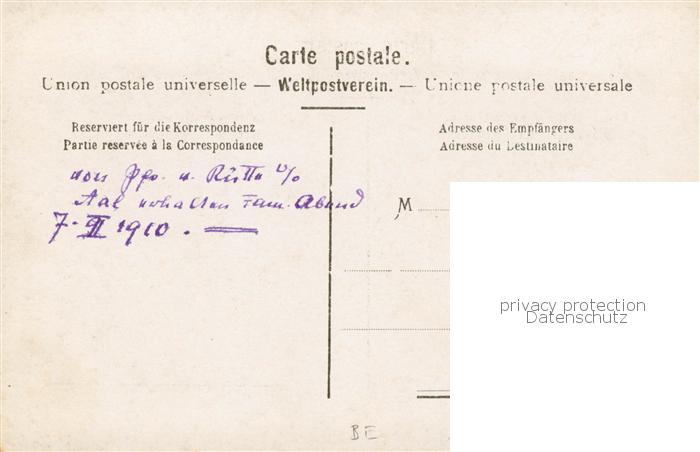 Carte postale.
Union postale universelle — Weltpostverein. — Unione postale universale
Reserviert für die Korrespondenz
Partie reservée à la Correspondance
Adresse des Empfängers
Adresse du Destinataire
von
Fam. Abend
7. II 1910.
M
privacy protection
Datenschutz
BE